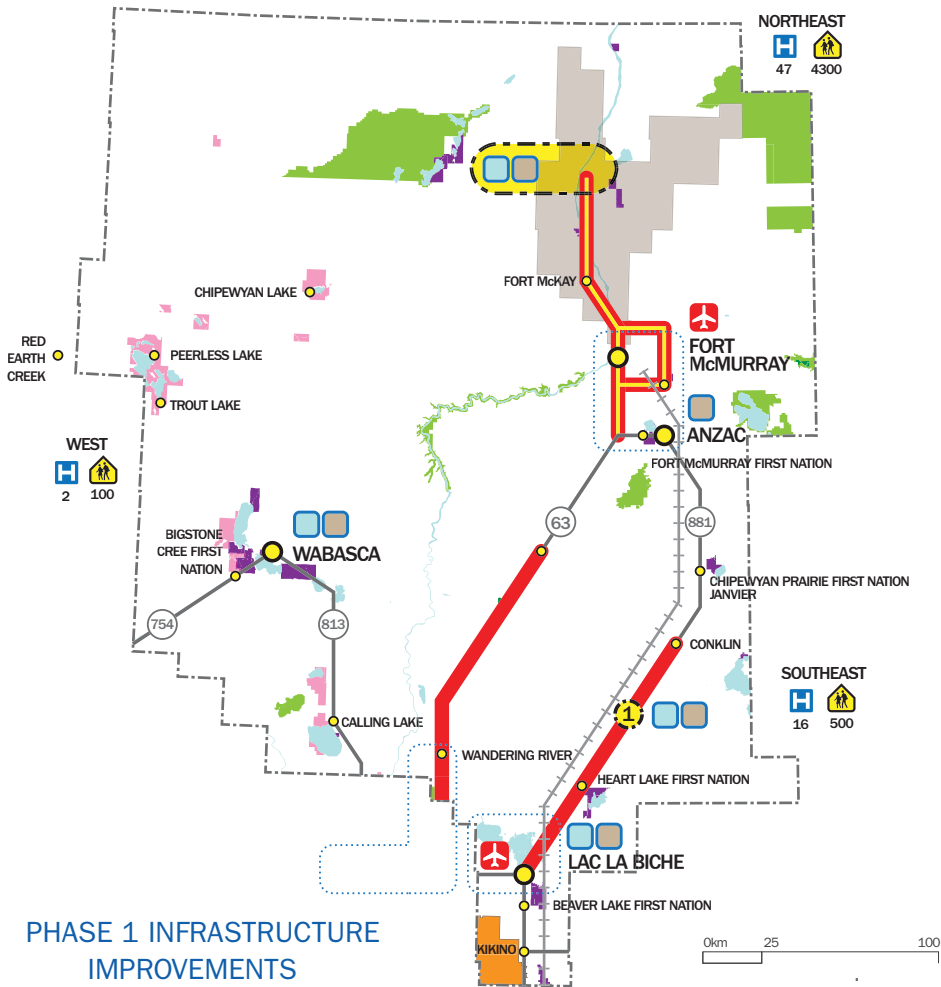 NORTHEAST
H
47 4300
CHIPEWYAN LAKE
FORT McKAY
RED
EARTH
CREEK
PEERLESS LAKE
TROUT LAKE
FORT
McMURRAY
ANZAC
FORT McMURRAY FIRST NATION
WEST
H
2 100
BIGSTONE
CREE FIRST
NATION
WABASCA
63
881
754
813
CHIPEWYAN PRAIRIE FIRST NATION
JANVIER
CONKLIN
SOUTHEAST
H
16 500
1
CALLING LAKE
WANDERING RIVER
HEART LAKE FIRST NATION
LAC LA BICHE
BEAVER LAKE FIRST NATION
KIKINO
PHASE 1 INFRASTRUCTURE
IMPROVEMENTS
0km 25 100